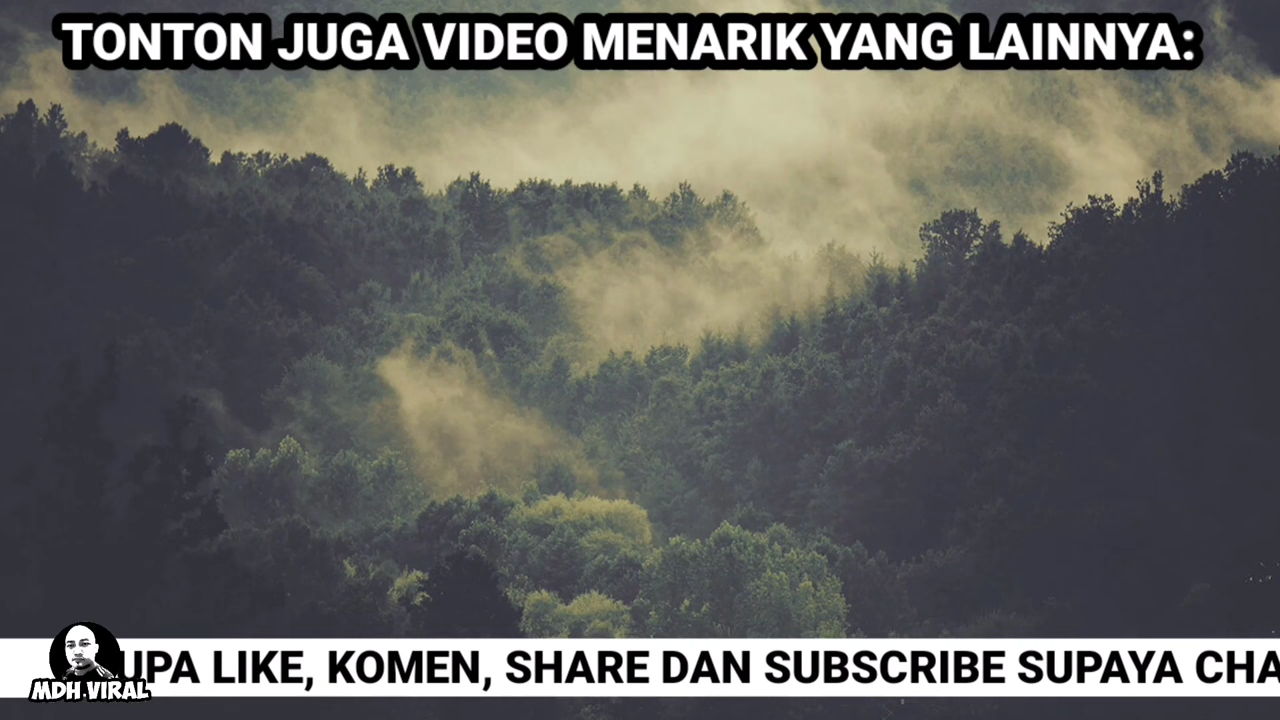 TONTON JUGA VIDEO MENARIK YANG LAINNYA:
UPA LIKE, KOMEN, SHARE DAN SUBSCRIBE SUPAYA CHA
MDH VIRAL